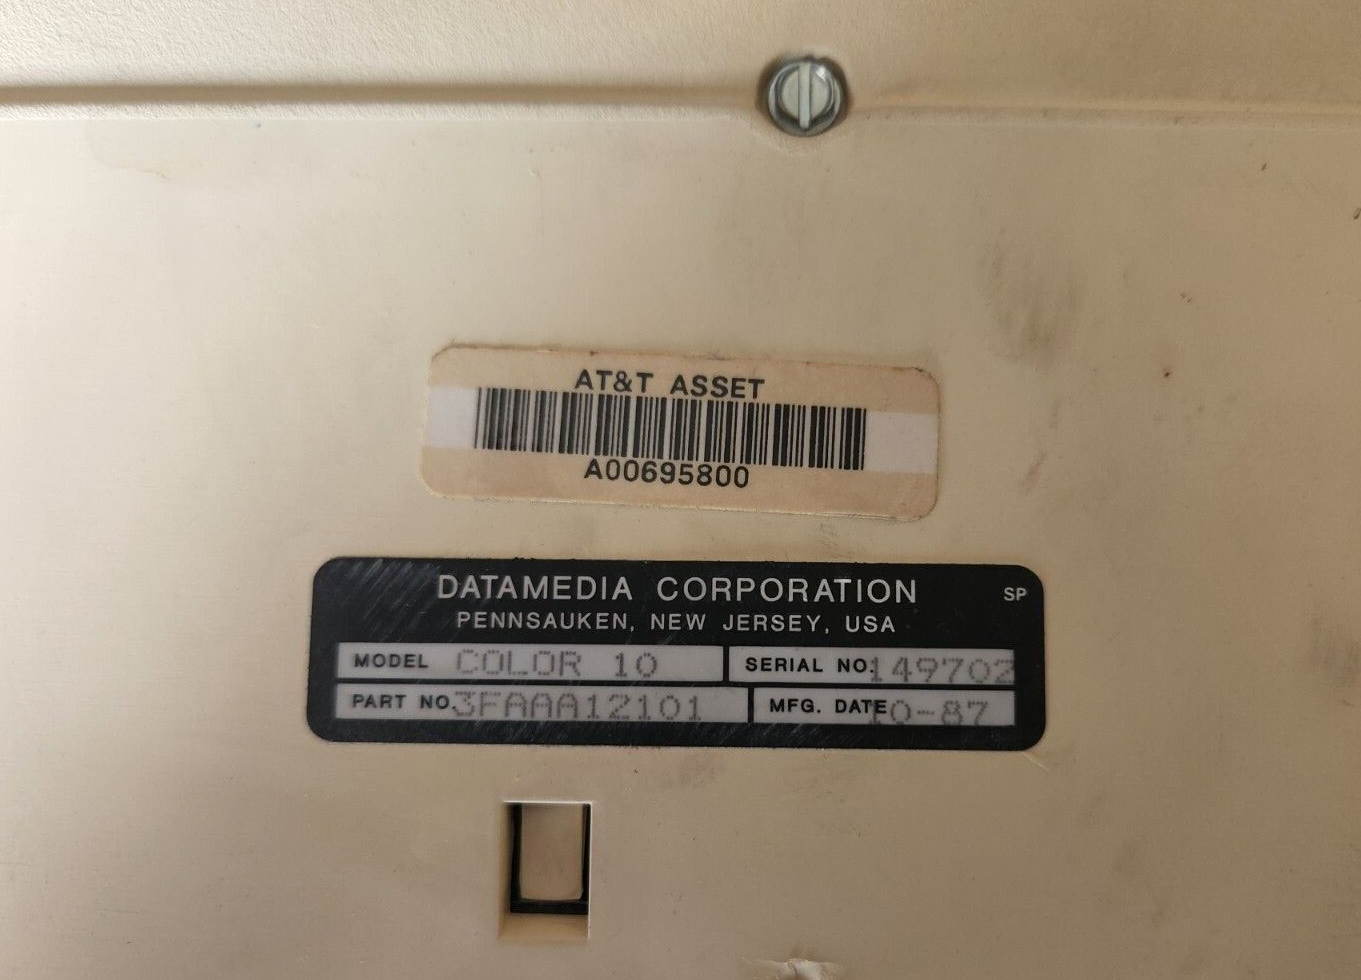 AT&T ASSET
A00695800
DATAMEDIA CORPORATION SP
PENNSAUKEN, NEW JERSEY, USA
MODEL COLOR 10 SERIAL NO. 149702
PART NO. 3FAAA12101 MFG. DATE 10-87